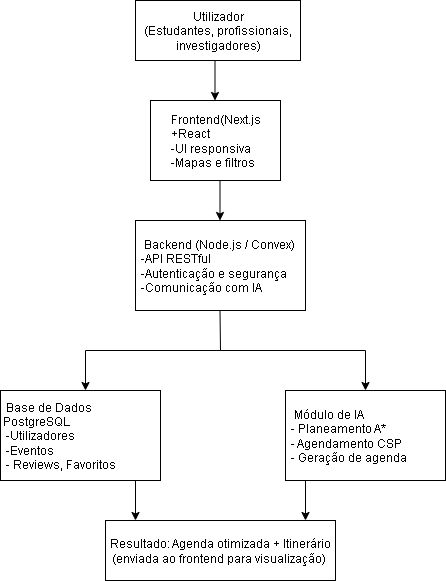 Utilizador
(Estudantes, profissionais,
investigadores)
Frontend(Next.js
+React
-UI responsiva
-Mapas e filtros
Backend (Node.js / Convex)
-API RESTful
-Autenticação e segurança
-Comunicação com IA
Base de Dados
PostgreSQL
-Utilizadores
-Eventos
- Reviews, Favoritos
Módulo de IA
- Planeamento A*
- Agendamento CSP
- Geração de agenda
Resultado: Agenda otimizada + Itinerário
(enviada ao frontend para visualização)